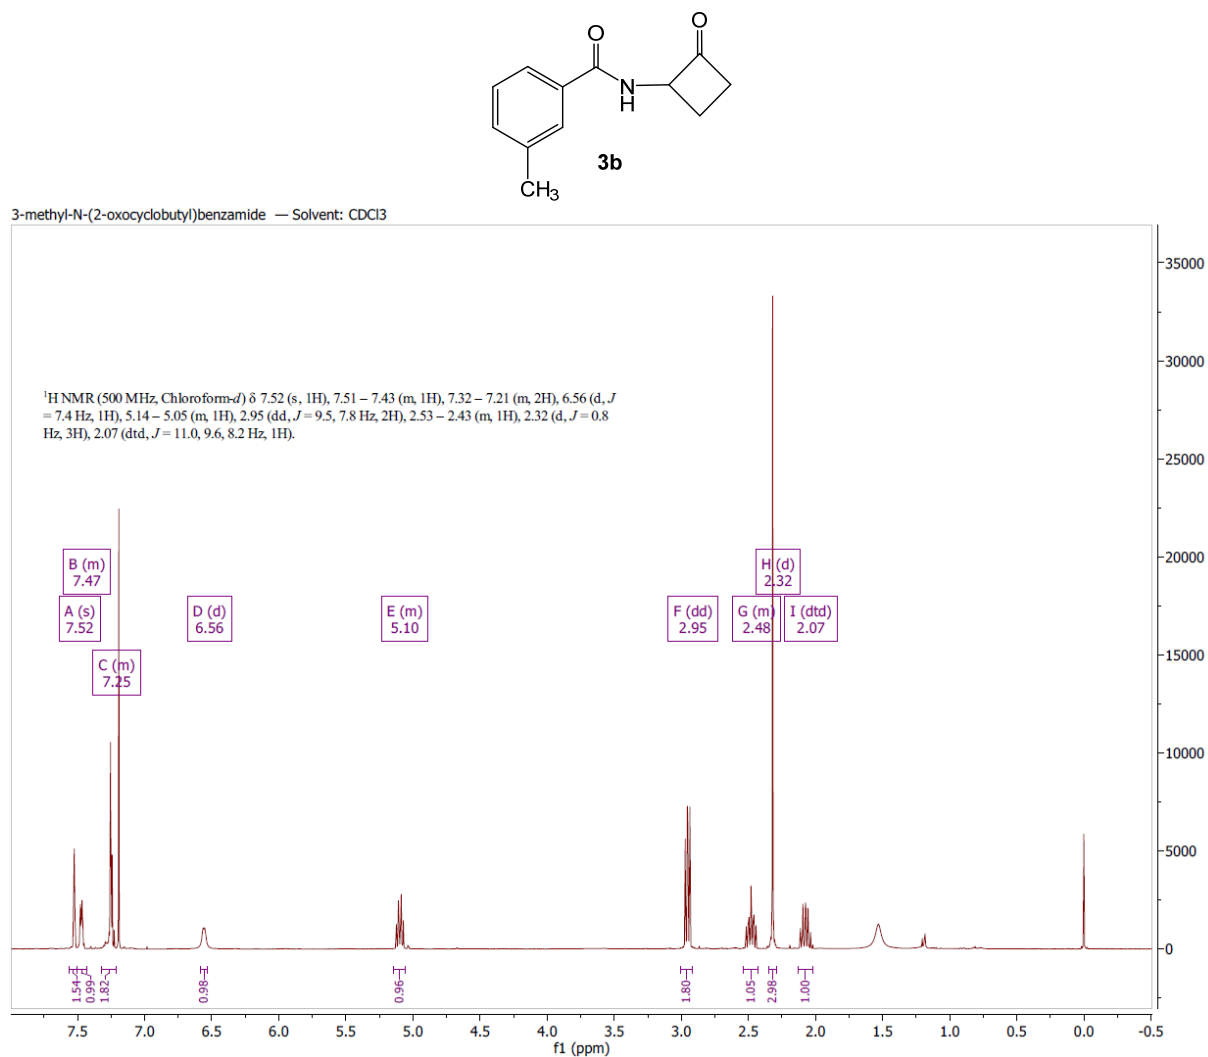 O
O
N
H
3b
CH3
3-methyl-N-(2-oxocyclobutyl)benzamide — Solvent: CDCl3
35000
30000
¹H NMR (500 MHz, Chloroform-d) δ 7.52 (s, 1H), 7.51 – 7.43 (m, 1H), 7.32 – 7.21 (m, 2H), 6.56 (d, J
= 7.4 Hz, 1H), 5.14 – 5.05 (m, 1H), 2.95 (dd, J = 9.5, 7.8 Hz, 2H), 2.53 – 2.43 (m, 1H), 2.32 (d, J = 0.8
Hz, 3H), 2.07 (dtd, J = 11.0, 9.6, 8.2 Hz, 1H).
25000
20000
B (m)
7.47
H (d)
2.32
A (s)
7.52
D (d)
6.56
E (m)
5.10
F (dd)
2.95
G (m)
2.48
I (dtd)
2.07
C (m)
7.25
15000
10000
5000
0
1.54
0.99
1.82
0.98
0.96
1.80
1.05
2.98
1.00
7.5 7.0 6.5 6.0 5.5 5.0 4.5 4.0 3.5 3.0 2.5 2.0 1.5 1.0 0.5 0.0 -0.5
f1 (ppm)